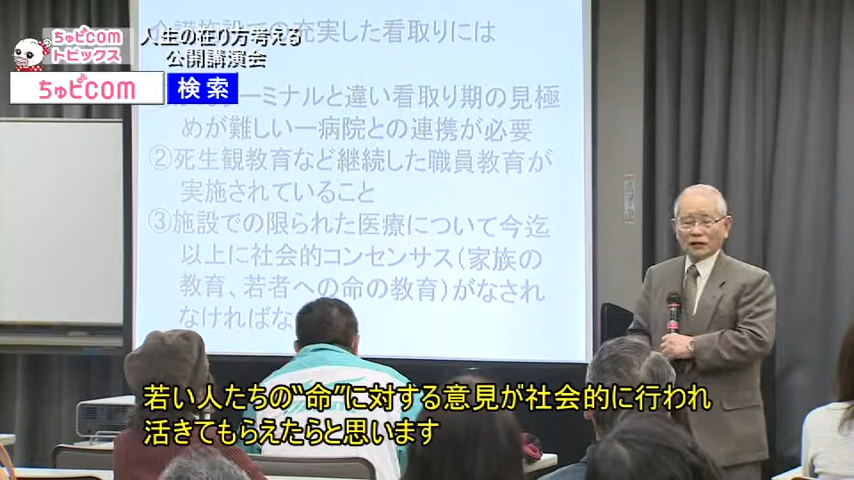 ちゅピCOM
トピックス
人生の在り方考える
公開講演会
ちゅピCOM
検索
介護施設での充実した看取りには
ターミナルと違い看取り期の見極
めが難しい―病院との連携が必要
②死生観教育など継続した職員教育が
実施されていること
③施設での限られた医療について今迄
以上に社会的コンセンサス(家族の
教育、若者への命の教育)がなされ
なければな
若い人たちの“命”に対する意見が社会的に行われ
活きてもらえたらと思います